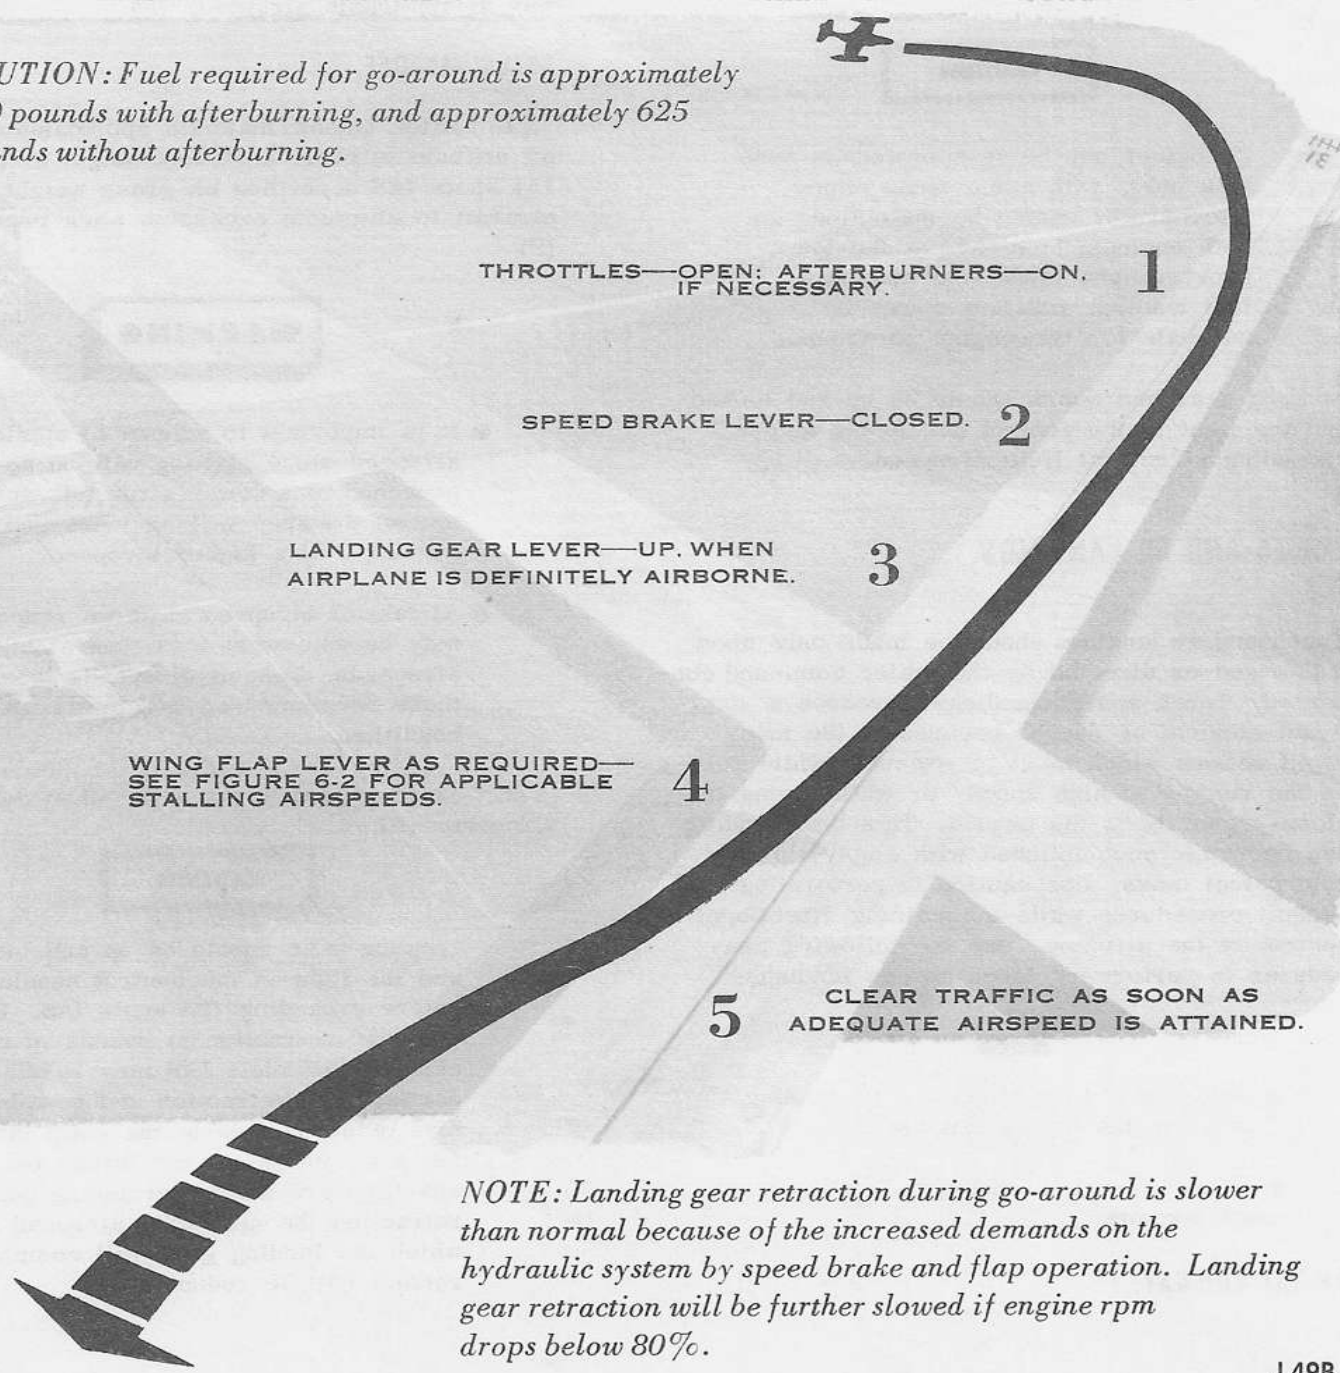 UTION: Fuel required for go-around is approximately
pounds with afterburning, and approximately 625
nds without afterburning.
THROTTLES—OPEN; AFTERBURNERS—ON,
IF NECESSARY.
1
SPEED BRAKE LEVER—CLOSED.
2
LANDING GEAR LEVER—UP, WHEN
AIRPLANE IS DEFINITELY AIRBORNE.
3
WING FLAP LEVER AS REQUIRED—
SEE FIGURE 6-2 FOR APPLICABLE
STALLING AIRSPEEDS.
4
5
CLEAR TRAFFIC AS SOON AS
ADEQUATE AIRSPEED IS ATTAINED.
NOTE: Landing gear retraction during go-around is slower
than normal because of the increased demands on the
hydraulic system by speed brake and flap operation. Landing
gear retraction will be further slowed if engine rpm
drops below 80%.